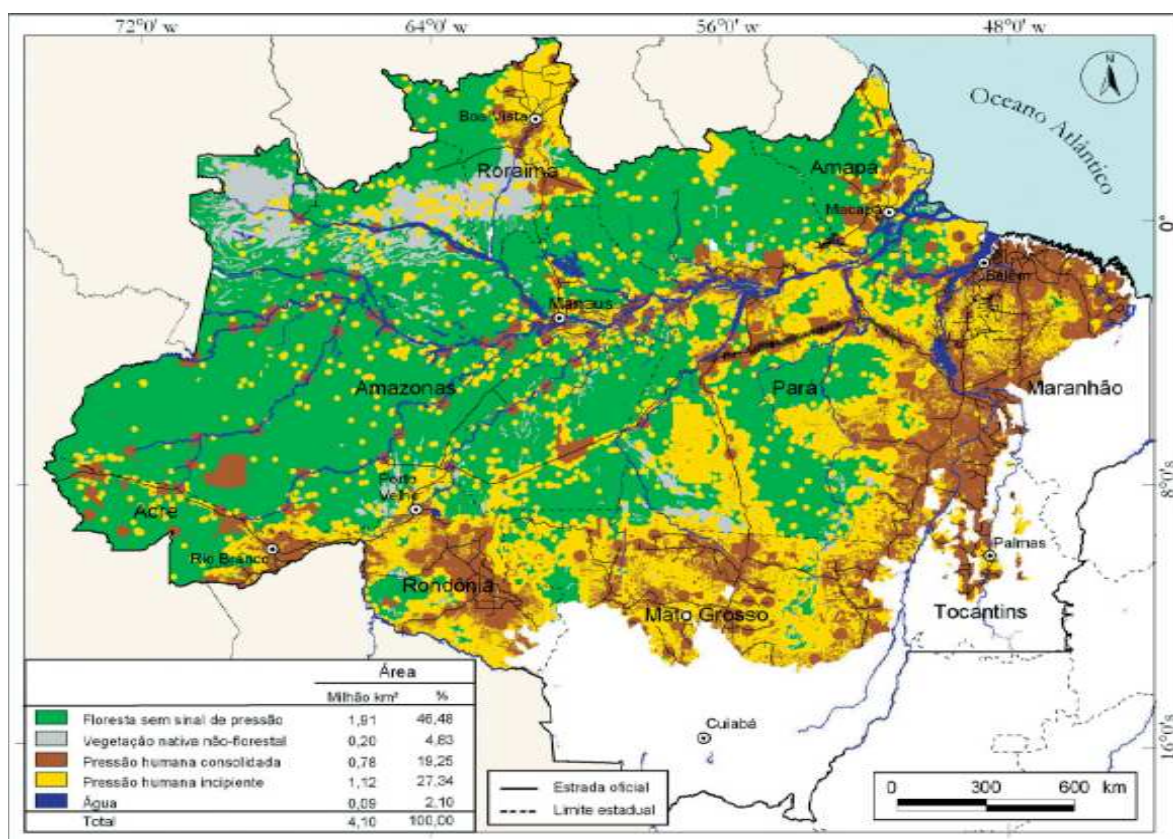 72°0' w 64°0' w 56°0' w 48°0' w
N
Oceano Atlântico
Boa Vista
Roraima
Amapá
Macapá
0°
Belém
Manaus
Amazonas
Pará
Maranhão
Porto Velho
8°0's
Acre
Rio Branco
Palmas
Rondônia
Mato Grosso
Tocantins
Cuiabá
16°0's
Área
Milhão km² %
Floresta sem sinal de pressão 1,91 46,48
Vegetação nativa não-florestal 0,20 4,83
Pressão humana consolidada 0,78 19,25
Pressão humana incipiente 1,12 27,34
Água 0,09 2,10
Total 4,10 100,00
Estrada oficial
Limite estadual
0 300 600 km